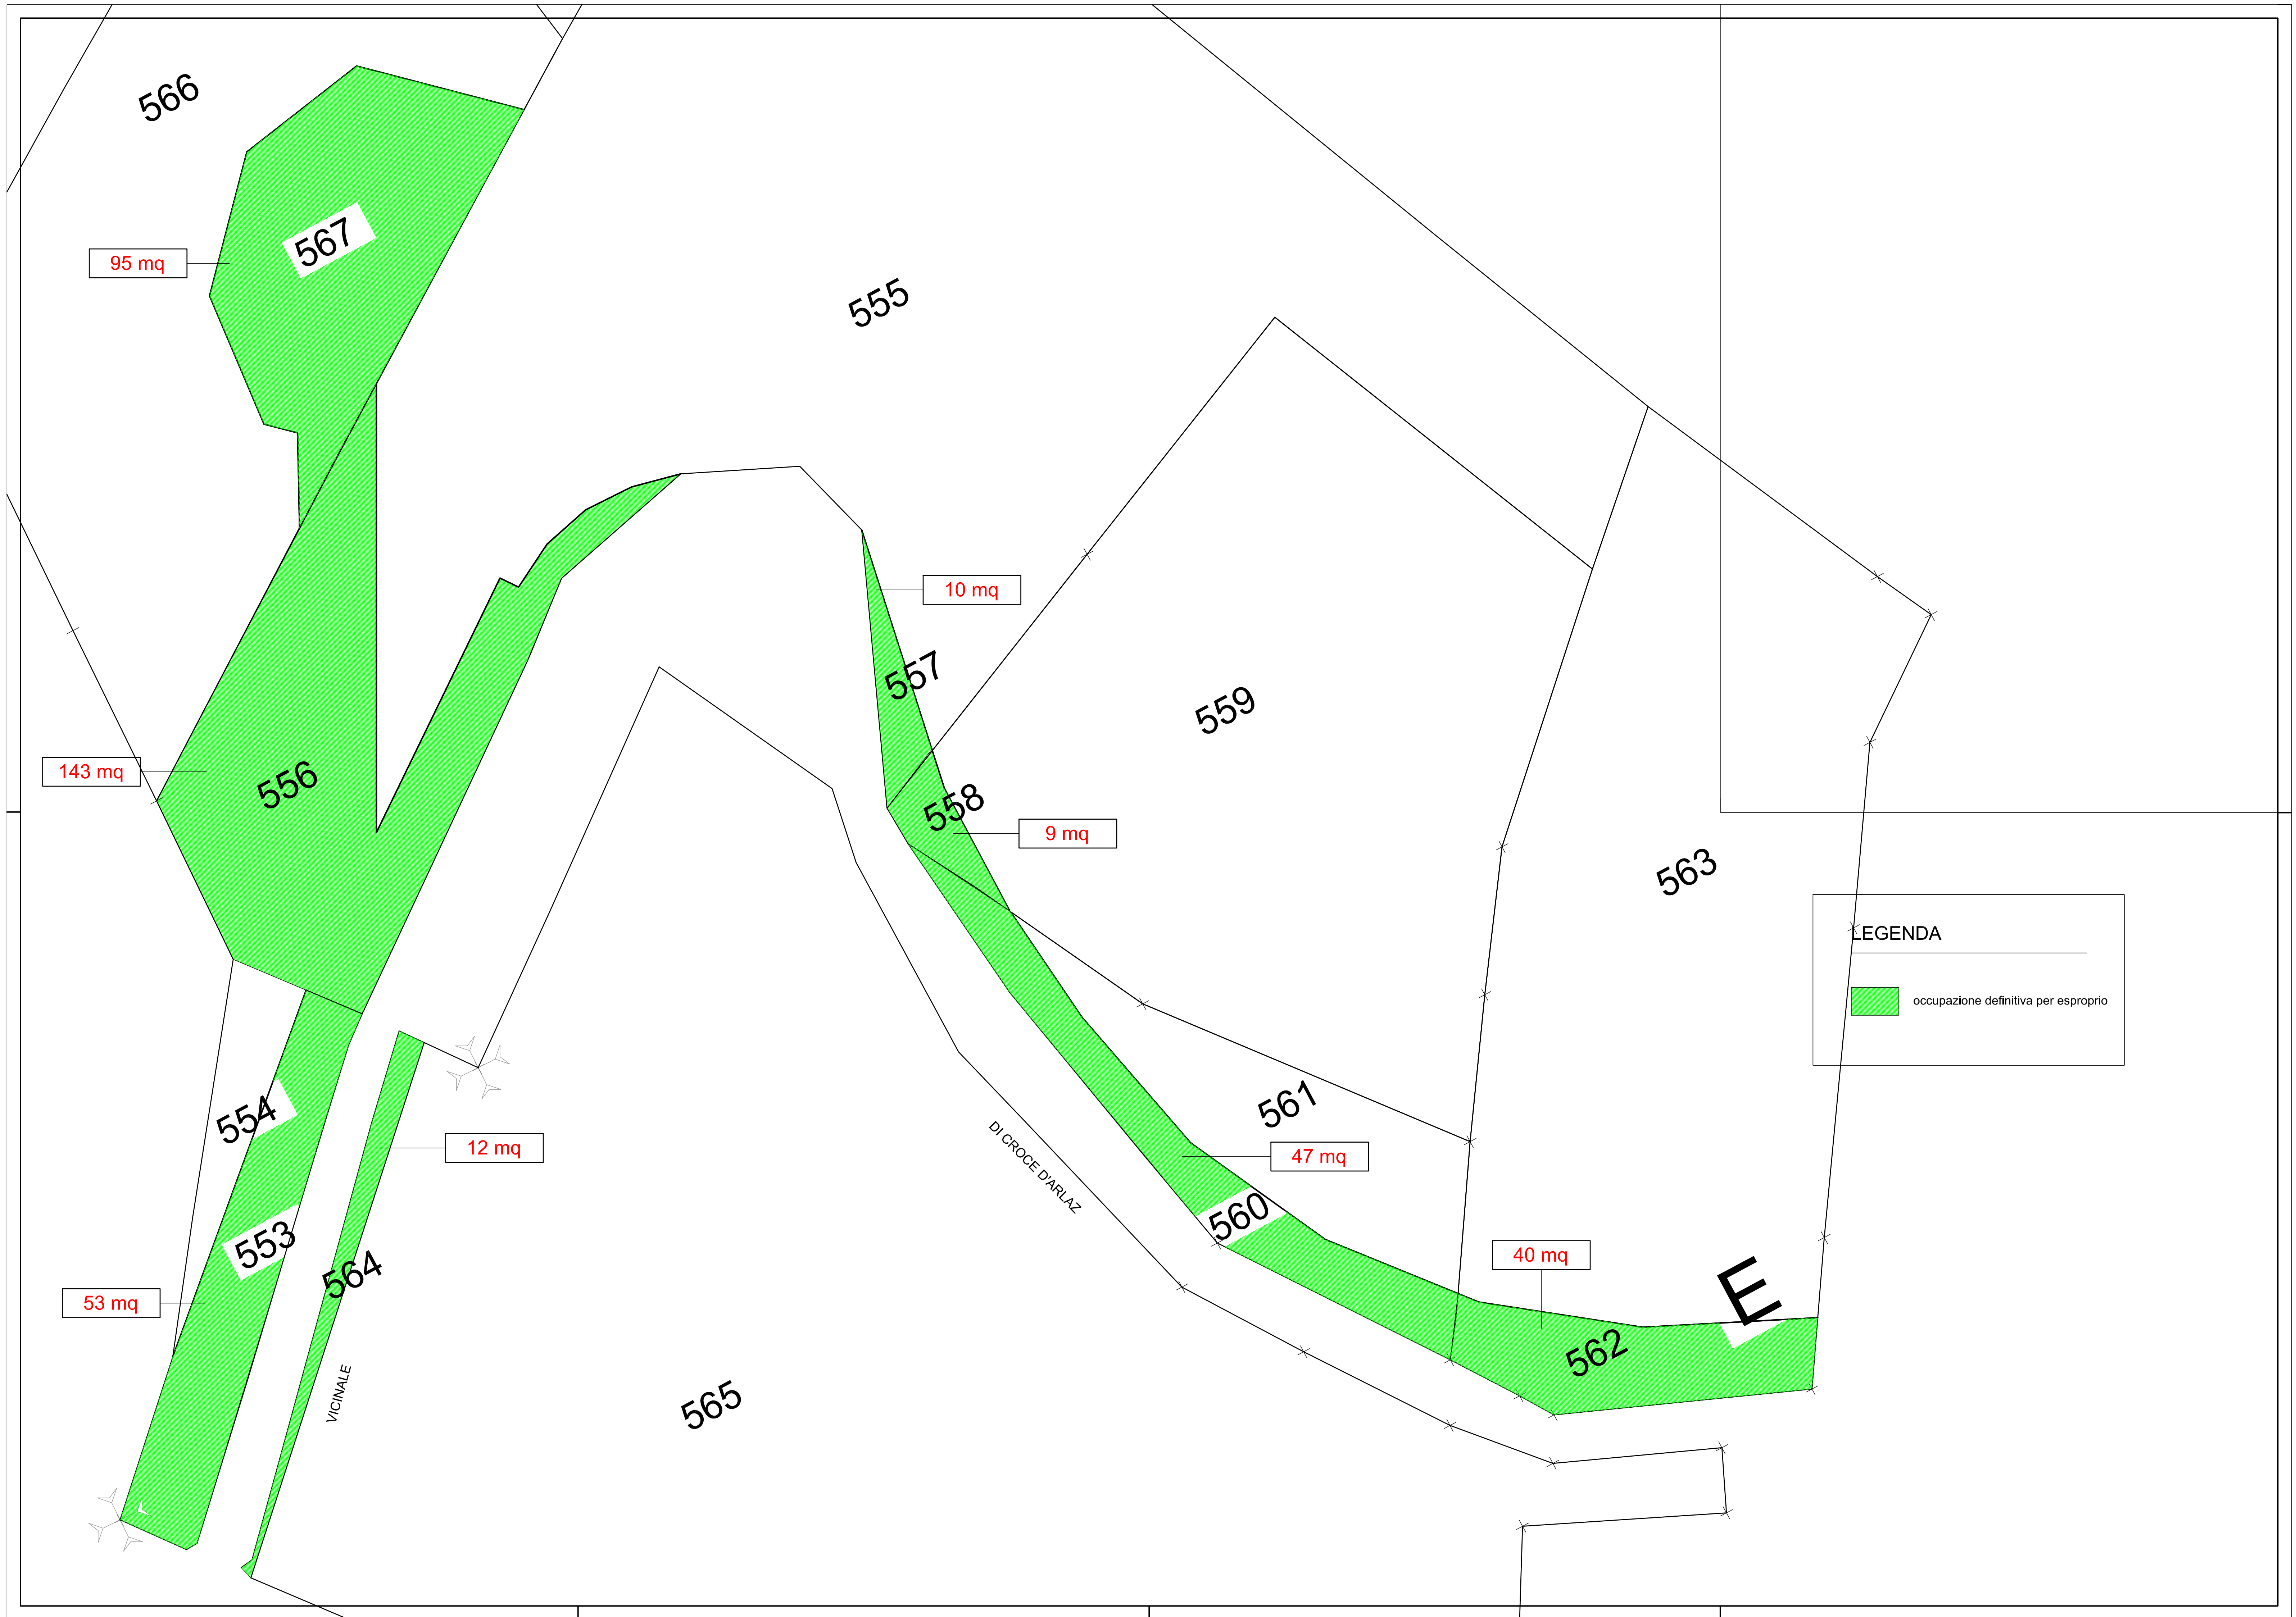 566
567
95 mq
555
10 mq
557
559
143 mq
556
558
9 mq
563
LEGENDA
occupazione definitiva per esproprio
554
12 mq
561
DI CROCE D'ARLAZ
47 mq
560
553
564
40 mq
53 mq
E
562
VICINALE
565